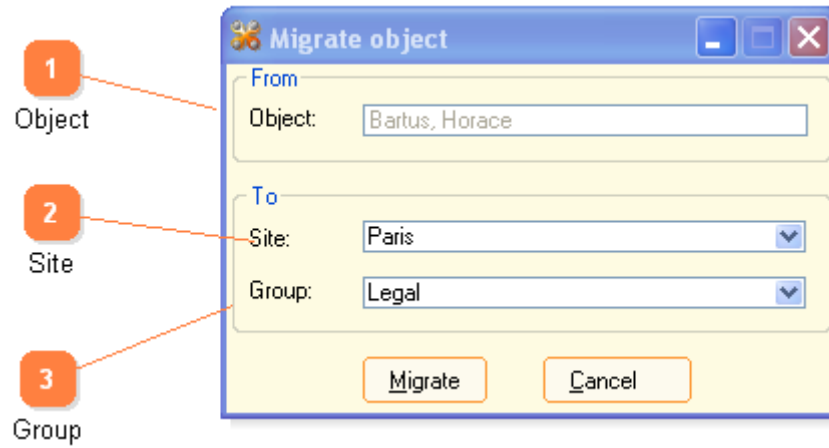 Migrate object
1
Object
From
Object: Bartus, Horace
2
Site
To
Site: Paris
Group: Legal
3
Group
Migrate Cancel